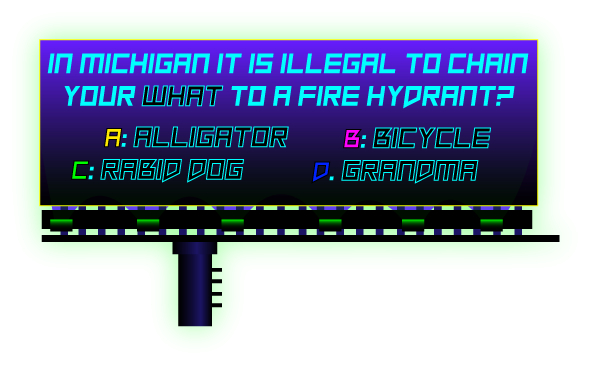 IN MICHIGAN IT IS ILLEGAL TO CHAIN
YOUR WHAT TO A FIRE HYDRANT?
A: ALLIGATOR B: BICYCLE
C: RABID DOG D. GRANDMA